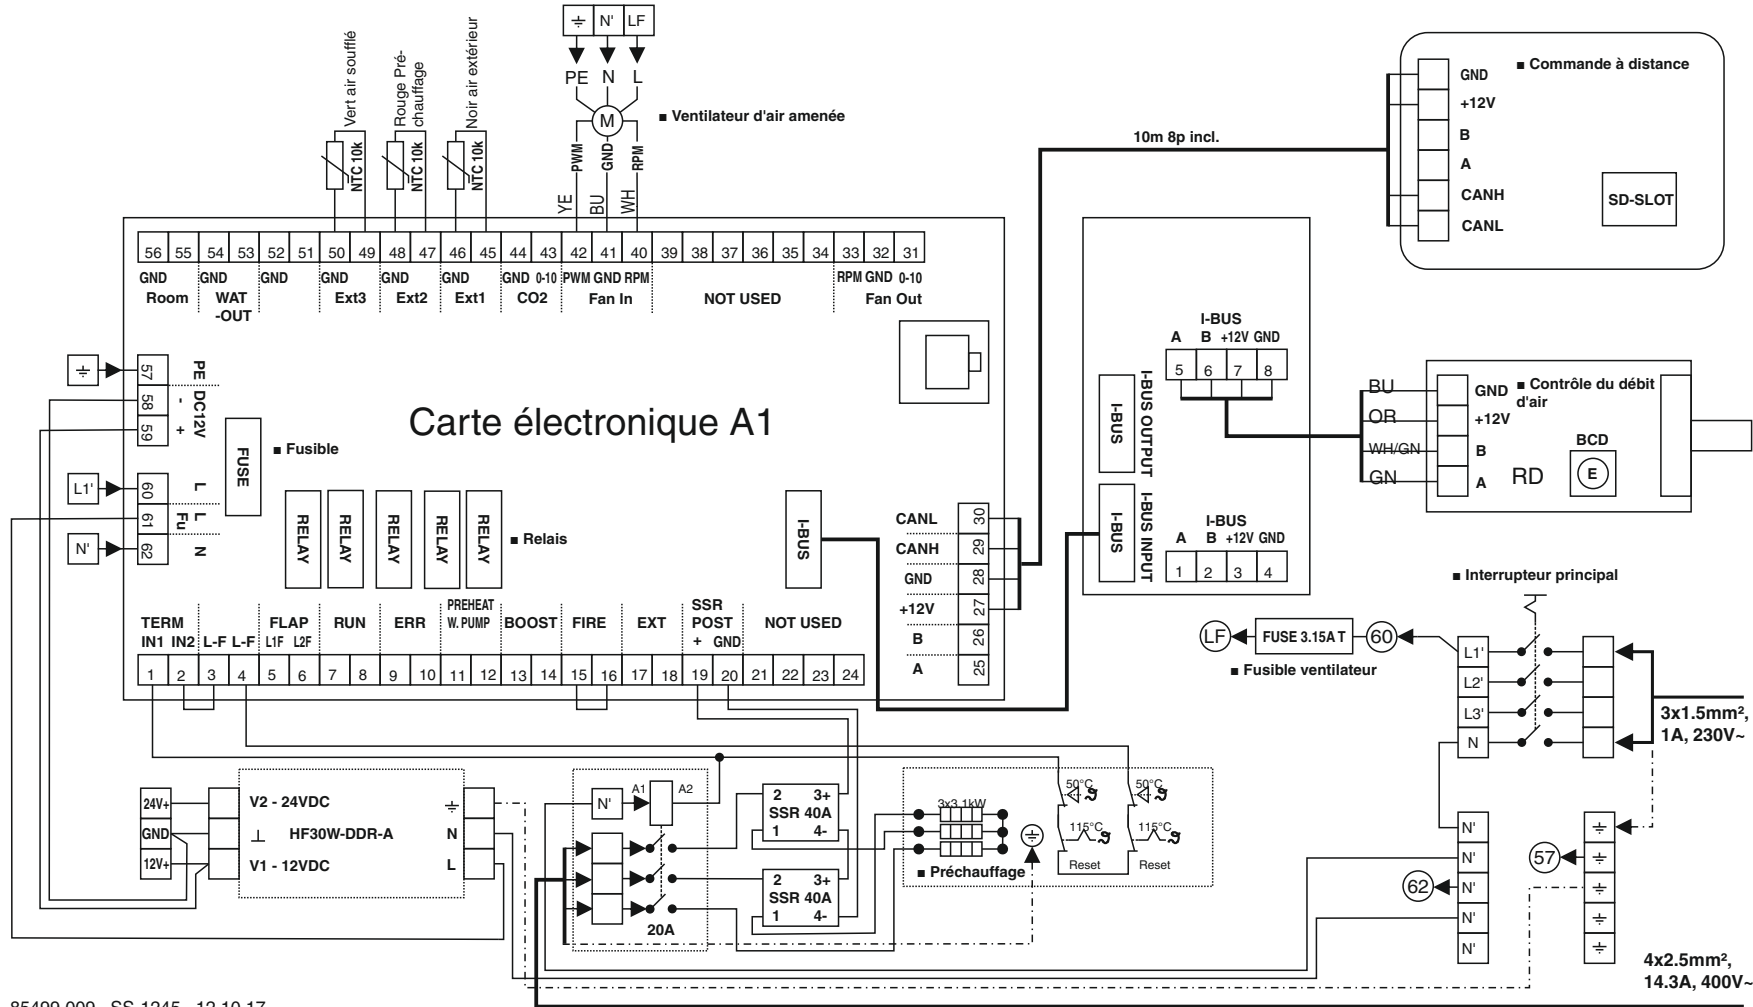 N' LF
PE N L
M
Vert air soufflé
Rouge Pré-
chauffage
Noir air extérieur
■ Ventilateur d'air amenée
NTC 10k
NTC 10k
NTC 10k
PWM GND RPM
YE BU WH
10m 8p incl.
GND
+12V
B
A
CANH
CANL
■ Commande à distance
SD-SLOT
56 55 54 53 52 51 50 49 48 47 46 45 44 43 42 41 40 39 38 37 36 35 34 33 32 31
GND GND GND GND GND GND GND 0-10 PWM GND RPM RPM GND 0-10
Room WAT Ext3 Ext2 Ext1 CO2 Fan In NOT USED Fan Out
-OUT
57 PE
58 - DC12V
59 +
L1' 60 L
61 L Fu
N' 62 N
FUSE
■ Fusible
Carte électronique A1
RELAY RELAY RELAY RELAY RELAY
■ Relais
I-BUS
CANL 30
CANH 29
GND 28
+12V 27
B 26
A 25
I-BUS
A B +12V GND
5 6 7 8
I-BUS I-BUS OUTPUT
I-BUS I-BUS INPUT
I-BUS
A B +12V GND
1 2 3 4
BU GND
OR +12V
WH/GN B
GN A
■ Contrôle du débit
d'air
RD
BCD
E
PREHEAT SSR
TERM FLAP RUN ERR W. PUMP BOOST FIRE EXT POST NOT USED
IN1 IN2 L-F L-F L1F L2F + GND
1 2 3 4 5 6 7 8 9 10 11 12 13 14 15 16 17 18 19 20 21 22 23 24
■ Interrupteur principal
LF FUSE 3.15A T 60
■ Fusible ventilateur
L1'
L2'
L3'
N
3x1.5mm²,
1A, 230V~
24V+ V2 - 24VDC
GND ⊥ HF30W-DDR-A N
12V+ V1 - 12VDC L
N' A1 A2
20A
2 3+
SSR 40A
1 4-
2 3+
SSR 40A
1 4-
3x3.1kW
■ Préchauffage
50°C 50°C
115°C 115°C
Reset Reset
N'
N'
N'
N'
N'
57
62
4x2.5mm²,
14.3A, 400V~
85499.009 - SS-1245 - 12.10.17